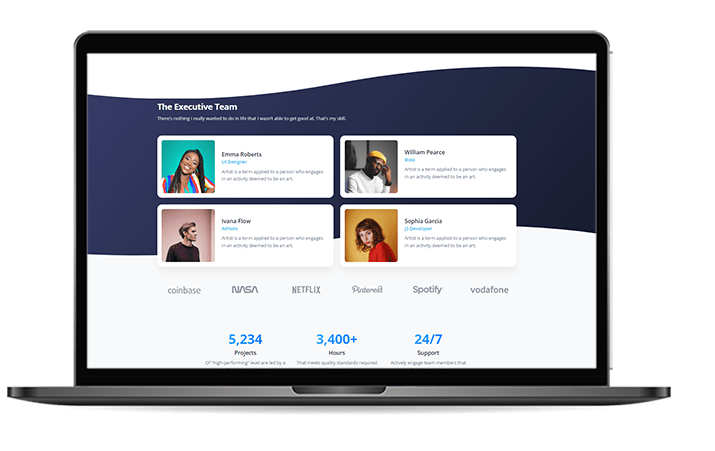 The Executive Team
There's nothing I really wanted to do in life that I wasn't able to get good at. That's my skill.
Emma Roberts
UI Designer
Artist is a term applied to a person who engages
in an activity deemed to be an art.
William Pearce
Boss
Artist is a term applied to a person who engages
in an activity deemed to be an art.
Ivana Flow
Athlete
Artist is a term applied to a person who engages
in an activity deemed to be an art.
Sophia Garcia
JS Developer
Artist is a term applied to a person who engages
in an activity deemed to be an art.
coinbase NASA NETFLIX Pinterest Spotify vodafone
5,234 3,400+ 24/7
Projects Hours Support
Of "high-performing" level are led by a That meets quality standards required Actively engage team members that